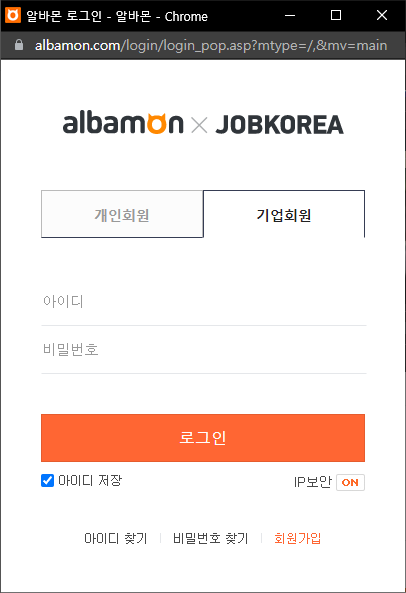 알바몬 로그인 - 알바몬 - Chrome
albamon.com/login/login_pop.asp?mtype=/,&mv=main
albamon × JOBKOREA
개인회원 기업회원
아이디
비밀번호
로그인
아이디 저장 IP보안 ON
아이디 찾기 비밀번호 찾기 회원가입